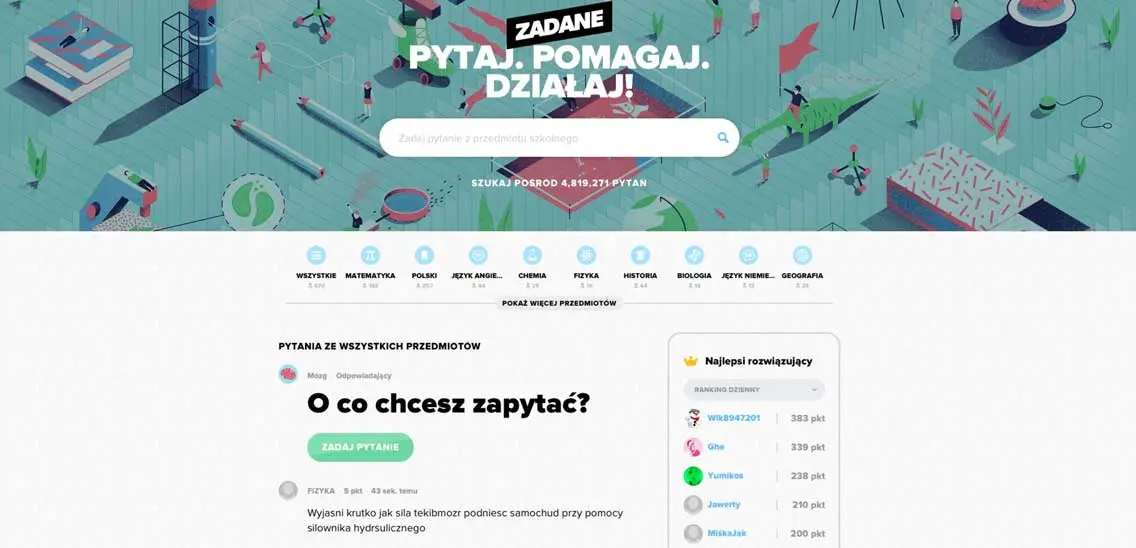 ZADANE
PYTAJ. POMAGAJ.
DZIAŁAJ!
Zadaj pytanie z przedmiotu szkolnego
SZUKAJ POŚRÓD 4,819,271 PYTAŃ
WSZYSTKIE MATEMATYKA POLSKI JĘZYK ANGIE... CHEMIA FIZYKA HISTORIA BIOLOGIA JĘZYK NIEMIE... GEOGRAFIA
POKAŻ WIĘCEJ PRZEDMIOTÓW
PYTANIA ZE WSZYSTKICH PRZEDMIOTÓW
Mózg · Odpowiadający
O co chcesz zapytać?
ZADAJ PYTANIE
FIZYKA · 5 pkt · 43 sek. temu
Wyjasni krutko jak sila tekibmozr podniesc samochud przy pomocy
silownika hydrsulicznego
Najlepsi rozwiązujący
RANKING DZIENNY
Wlk8947201 383 pkt
Ghe 339 pkt
Yumikos 238 pkt
Jawerty 210 pkt
MiśkaJak 200 pkt